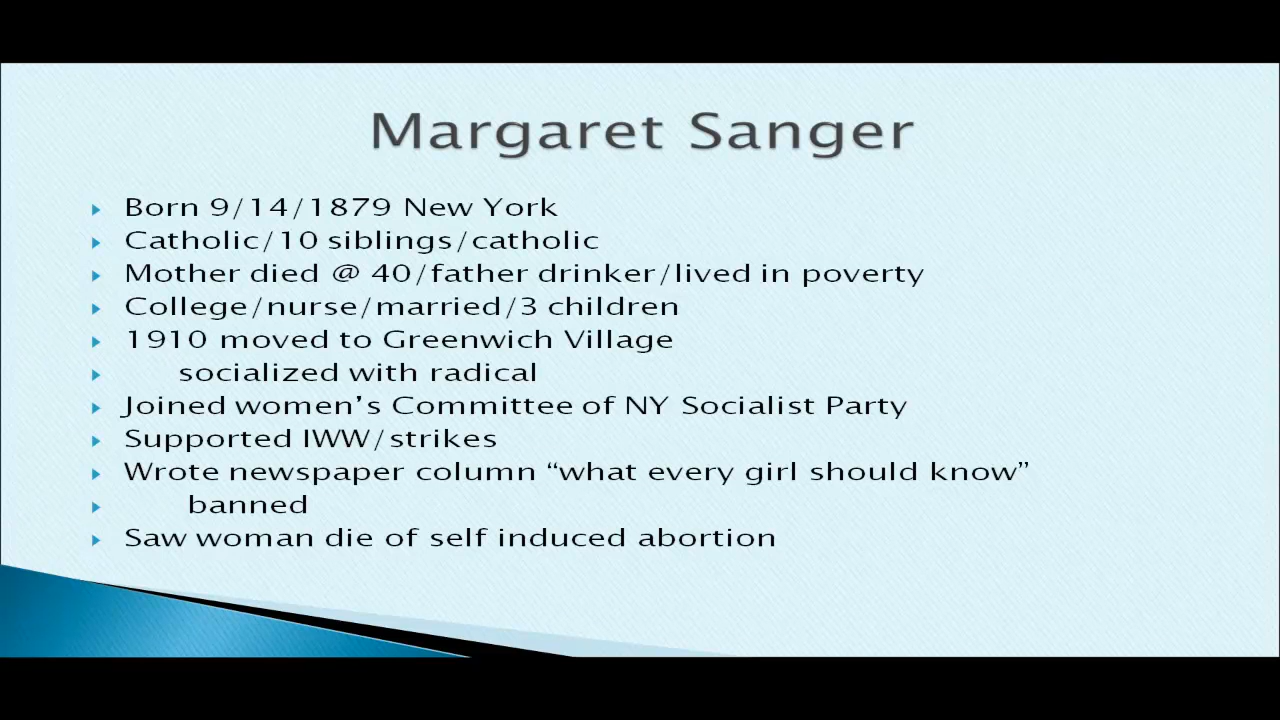 Margaret Sanger
Born 9/14/1879 New York
Catholic/10 siblings/catholic
Mother died @ 40/father drinker/lived in poverty
College/nurse/married/3 children
1910 moved to Greenwich Village
socialized with radical
Joined women’s Committee of NY Socialist Party
Supported IWW/strikes
Wrote newspaper column “what every girl should know”
banned
Saw woman die of self induced abortion